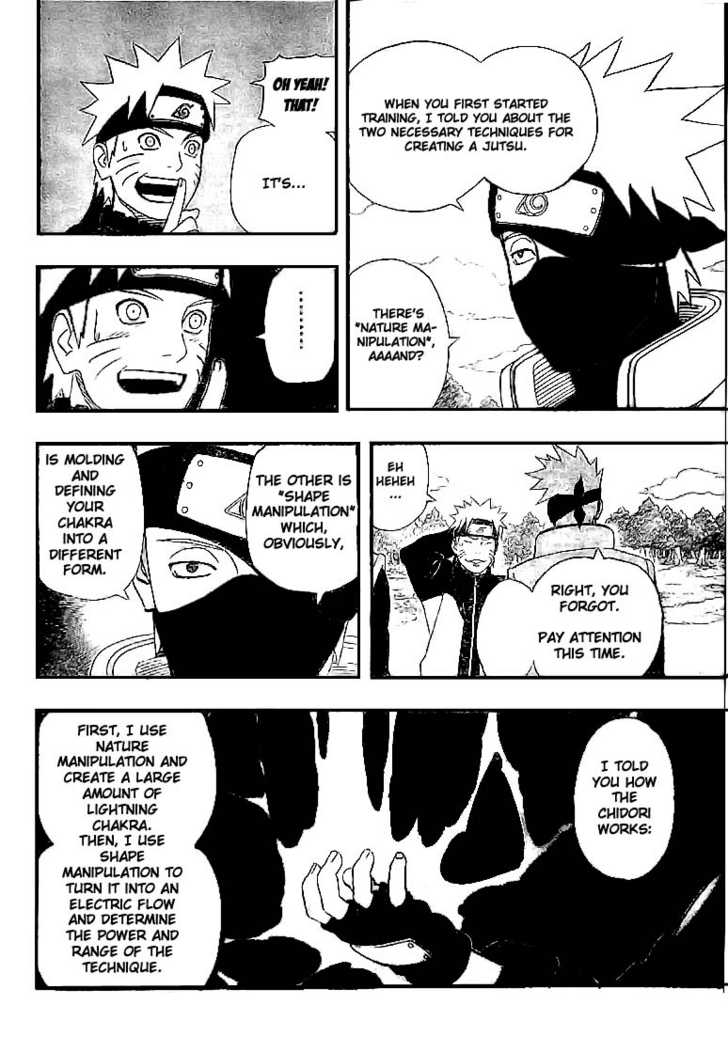 WHEN YOU FIRST STARTED
TRAINING, I TOLD YOU ABOUT THE
TWO NECESSARY TECHNIQUES FOR
CREATING A JUTSU.
THERE'S
"NATURE MA-
NIPULATION",
AAAAND?
OH YEAH!
THAT!
IT'S...
.........
EH
HEHEH
...
RIGHT, YOU
FORGOT.
PAY ATTENTION
THIS TIME.
THE OTHER IS
"SHAPE
MANIPULATION"
WHICH,
OBVIOUSLY,
IS MOLDING
AND
DEFINING
YOUR
CHAKRA
INTO A
DIFFERENT
FORM.
I TOLD
YOU HOW
THE
CHIDORI
WORKS:
FIRST, I USE
NATURE
MANIPULATION AND
CREATE A LARGE
AMOUNT OF
LIGHTNING
CHAKRA.
THEN, I USE
SHAPE
MANIPULATION TO
TURN IT INTO AN
ELECTRIC FLOW
AND DETERMINE
THE POWER AND
RANGE OF THE
TECHNIQUE.